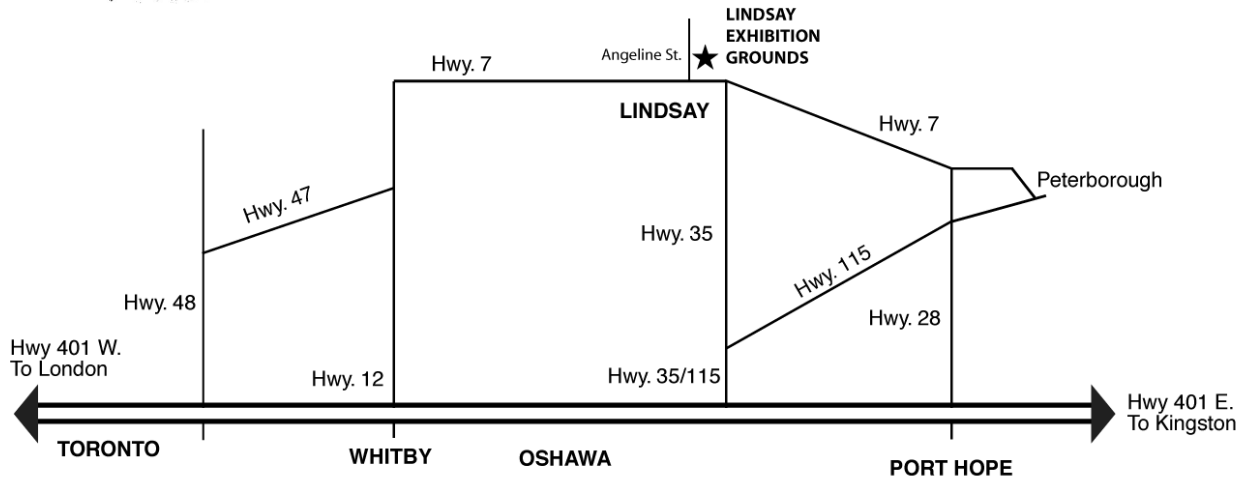 LINDSAY
EXHIBITION
GROUNDS
Angeline St.
Hwy. 7
LINDSAY
Hwy. 7
Peterborough
Hwy. 47
Hwy. 35
Hwy. 115
Hwy. 48
Hwy. 28
Hwy 401 W.
To London
Hwy. 12
Hwy. 35/115
Hwy 401 E.
To Kingston
TORONTO
WHITBY
OSHAWA
PORT HOPE